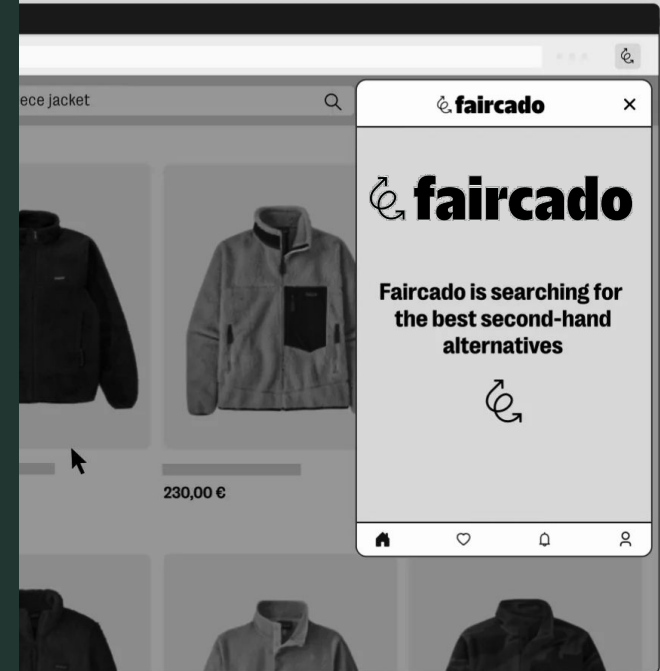 ece jacket
faircado
faircado
Faircado is searching for
the best second-hand
alternatives
230,00 €